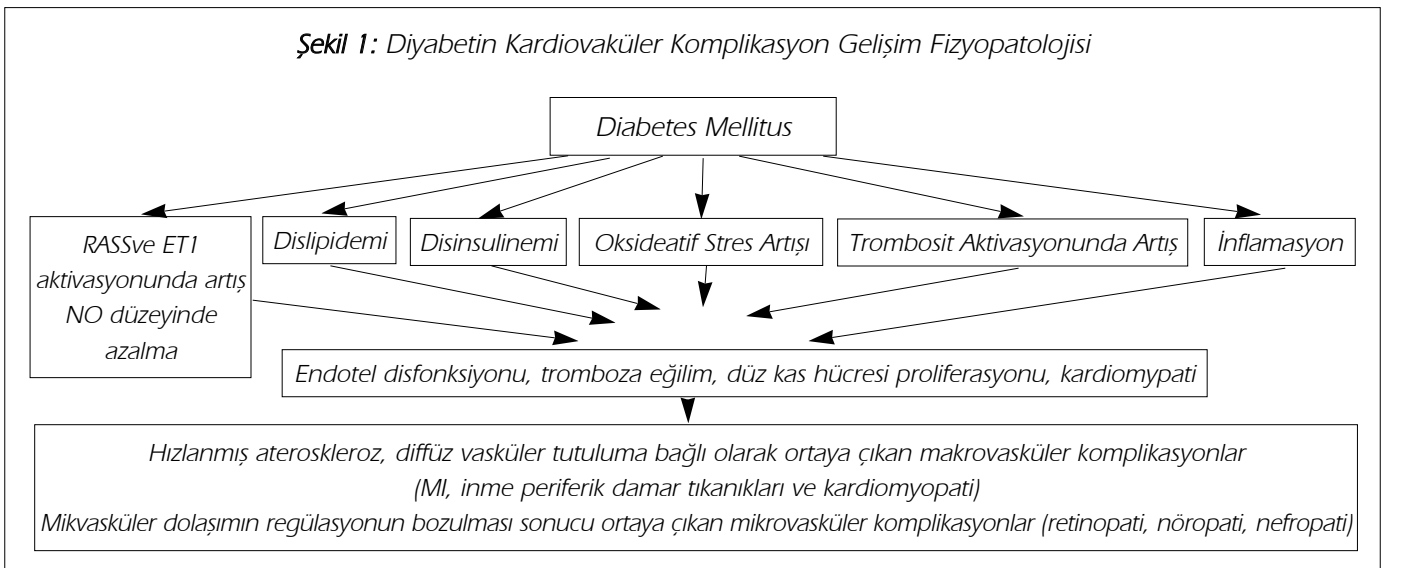 Şekil 1: Diyabetin Kardiovaküler Komplikasyon Gelişim Fizyopatolojisi
Diabetes Mellitus
RASSve ET1
aktivasyonunda artış
NO düzeyinde
azalma
Dislipidemi
Disinsulinemi
Oksideatif Stres Artışı
Trombosit Aktivasyonunda Artış
İnflamasyon
Endotel disfonksiyonu, tromboza eğilim, düz kas hücresi proliferasyonu, kardiomypati
Hızlanmış ateroskleroz, diffüz vasküler tutuluma bağlı olarak ortaya çıkan makrovasküler komplikasyonlar
(MI, inme periferik damar tıkanıkları ve kardiomyopati)
Mikvasküler dolaşımın regülasyonun bozulması sonucu ortaya çıkan mikrovasküler komplikasyonlar (retinopati, nöropati, nefropati)